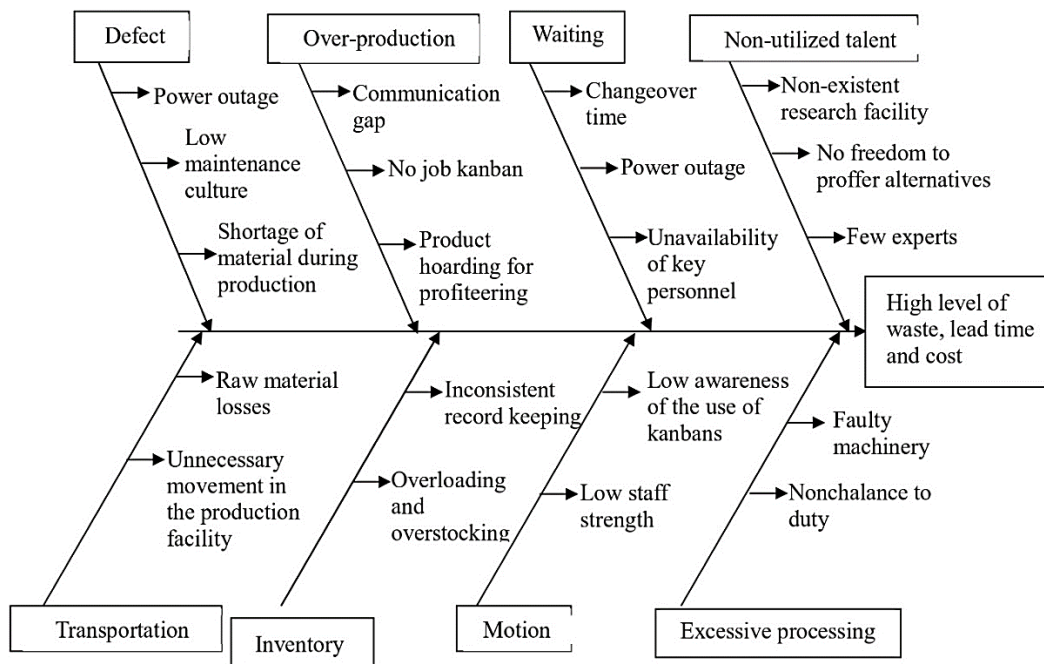 Defect
Over-production
Waiting
Non-utilized talent
Power outage
Low
maintenance
culture
Shortage of
material during
production
Communication
gap
No job kanban
Product
hoarding for
profiteering
Changeover
time
Power outage
Unavailability
of key
personnel
Non-existent
research facility
No freedom to
proffer alternatives
Few experts
High level of
waste, lead time
and cost
Raw material
losses
Unnecessary
movement in
the production
facility
Inconsistent
record keeping
Overloading
and
overstocking
Low awareness
of the use of
kanbans
Low staff
strength
Faulty
machinery
Nonchalance to
duty
Transportation
Inventory
Motion
Excessive processing